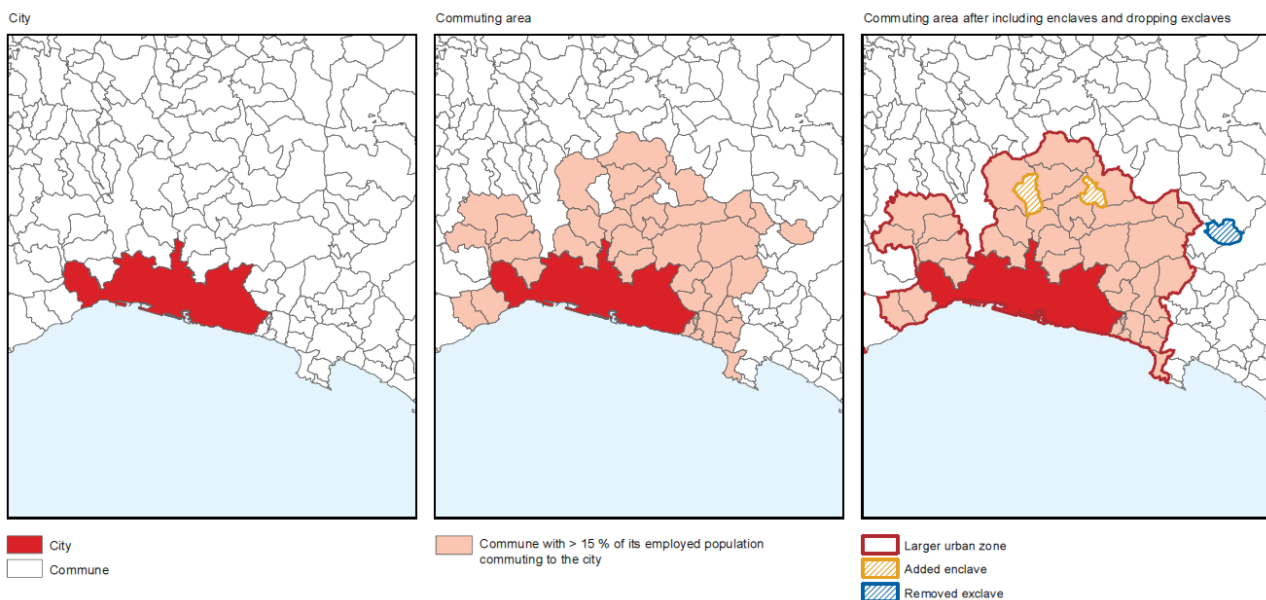 City
Commuting area
Commuting area after including enclaves and dropping exclaves
City
Commune
Commune with > 15 % of its employed population
commuting to the city
Larger urban zone
Added enclave
Removed exclave